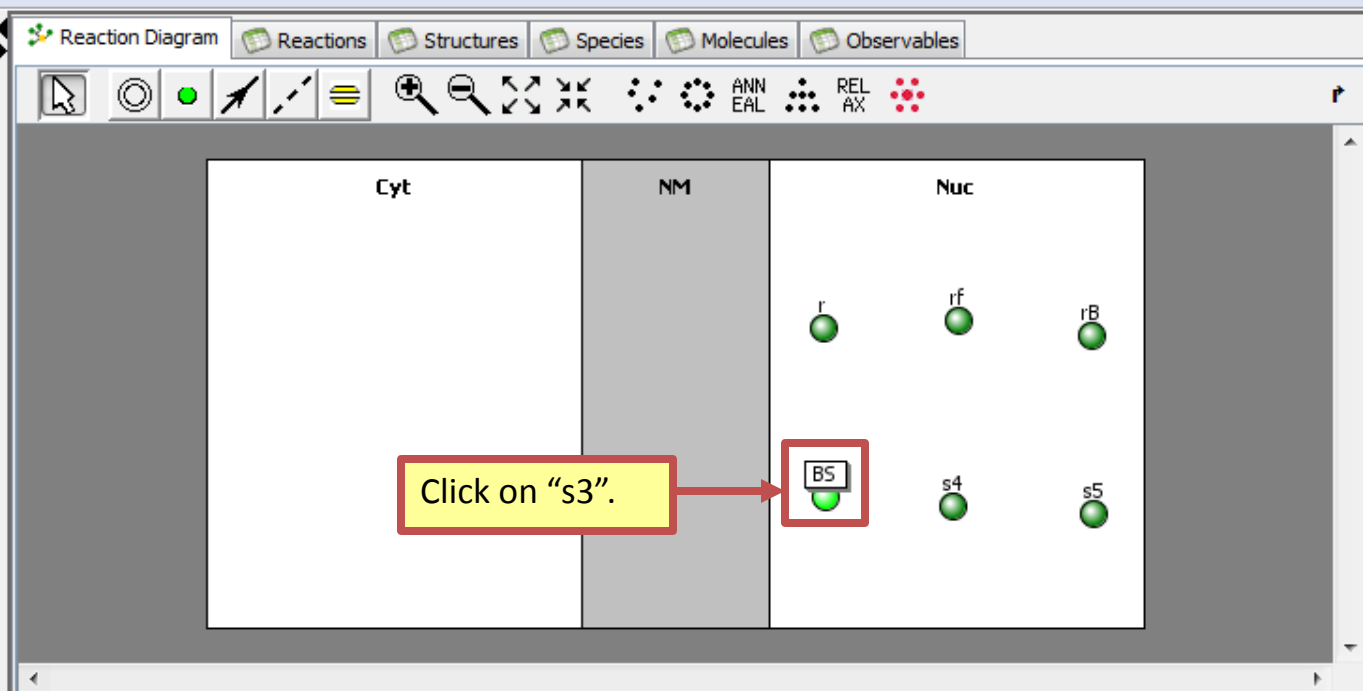 Reaction Diagram Reactions Structures Species Molecules Observables
ANN EAL REL AX
Cyt NM Nuc
r rf rB
Click on “s3”.
BS s4 s5